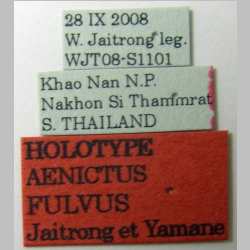 28 IX 2008
W. Jaitrong leg.
WJT08-S1101
Khao Nan N.P.
Nakhon Si Thammrat
S. THAILAND
HOLOTYPE
AENICTUS
FULVUS
Jaitrong et Yamane